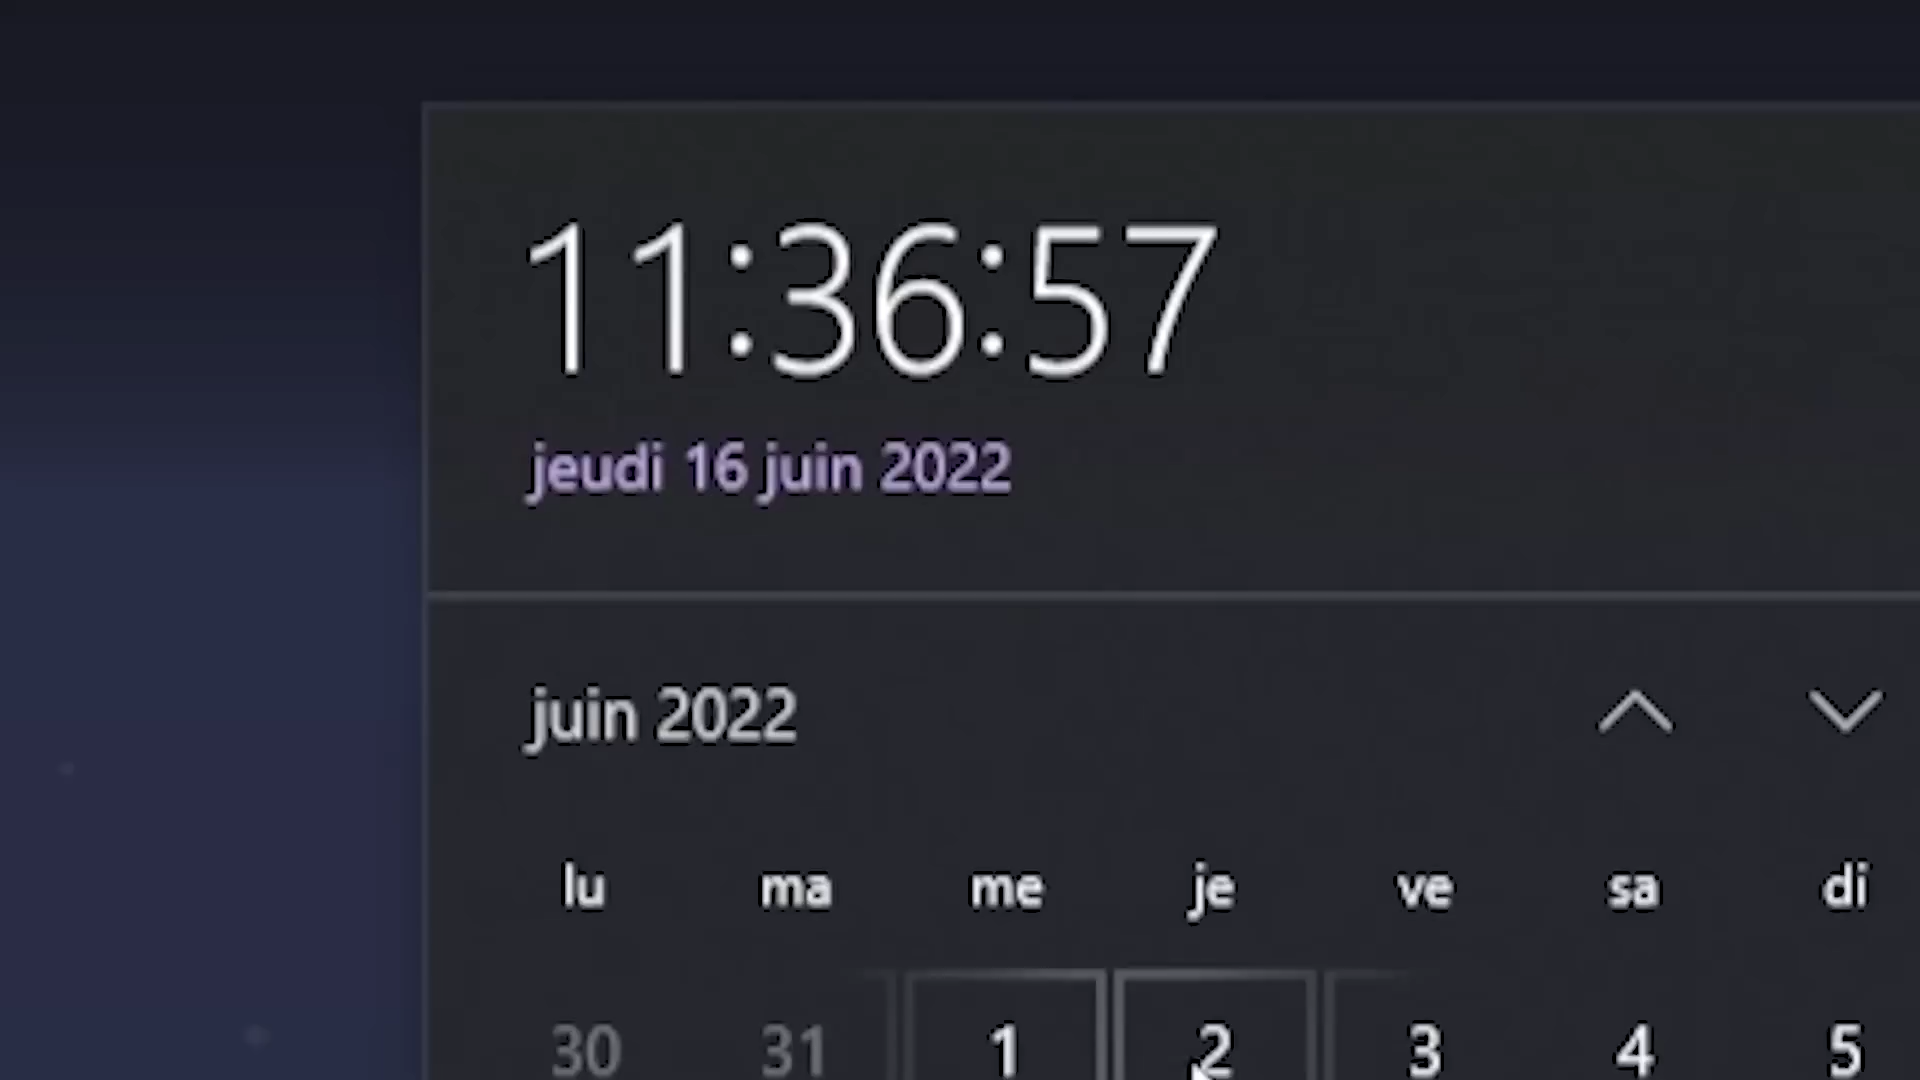 11:36:57
jeudi 16 juin 2022
juin 2022
lu ma me je ve sa di
30 31 1 2 3 4 5